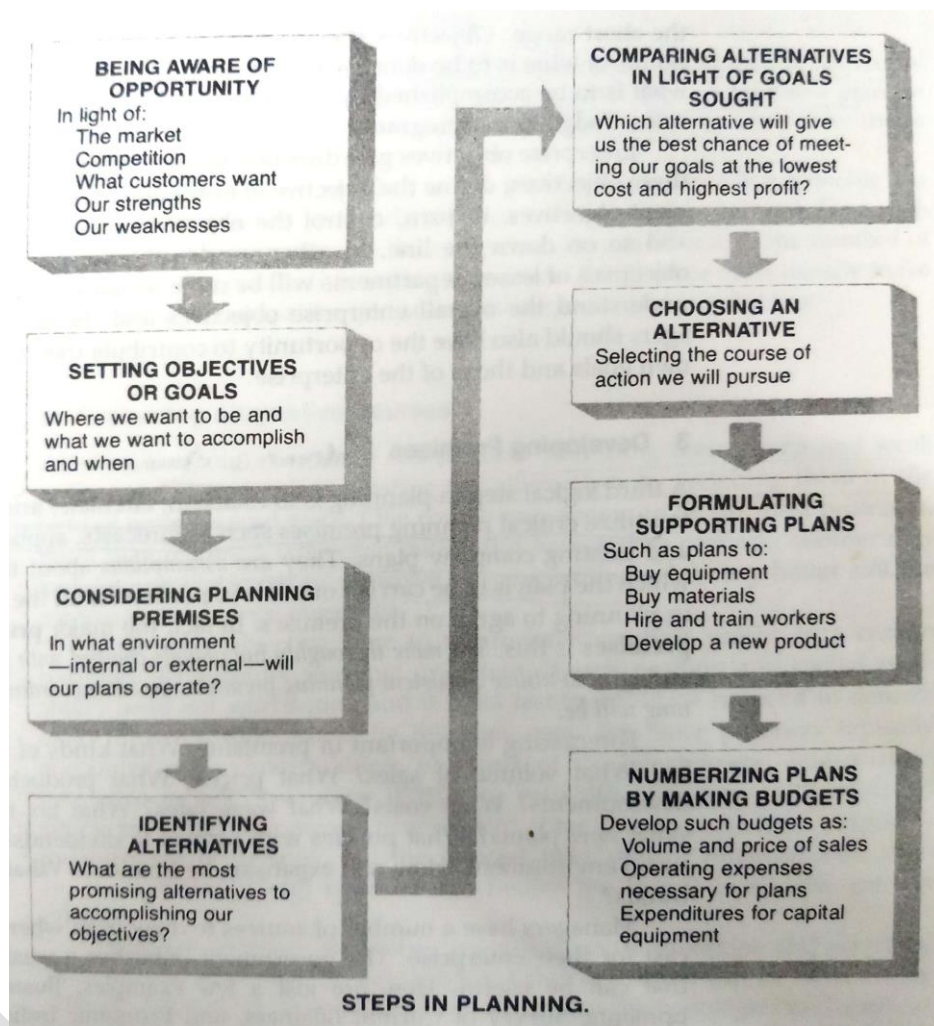 BEING AWARE OF
OPPORTUNITY
In light of:
The market
Competition
What customers want
Our strengths
Our weaknesses
SETTING OBJECTIVES
OR GOALS
Where we want to be and
what we want to accomplish
and when
CONSIDERING PLANNING
PREMISES
In what environment
—internal or external—will
our plans operate?
IDENTIFYING
ALTERNATIVES
What are the most
promising alternatives to
accomplishing our
objectives?
COMPARING ALTERNATIVES
IN LIGHT OF GOALS
SOUGHT
Which alternative will give
us the best chance of meet-
ing our goals at the lowest
cost and highest profit?
CHOOSING AN
ALTERNATIVE
Selecting the course of
action we will pursue
FORMULATING
SUPPORTING PLANS
Such as plans to:
Buy equipment
Buy materials
Hire and train workers
Develop a new product
NUMBERIZING PLANS
BY MAKING BUDGETS
Develop such budgets as:
Volume and price of sales
Operating expenses
necessary for plans
Expenditures for capital
equipment
STEPS IN PLANNING.